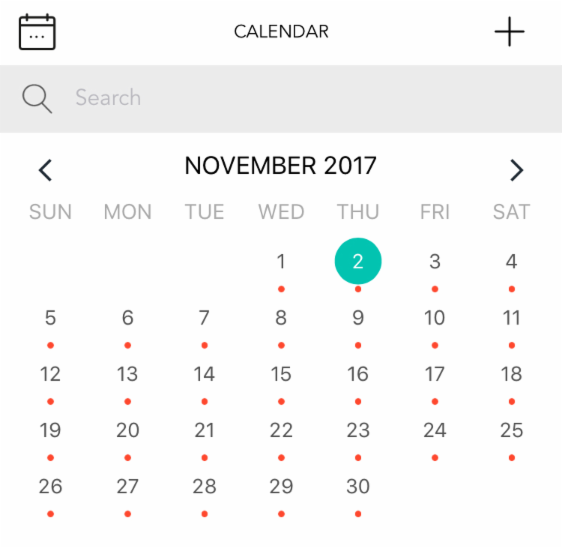 CALENDAR
Search
NOVEMBER 2017
SUN MON TUE WED THU FRI SAT
1 2 3 4
5 6 7 8 9 10 11
12 13 14 15 16 17 18
19 20 21 22 23 24 25
26 27 28 29 30